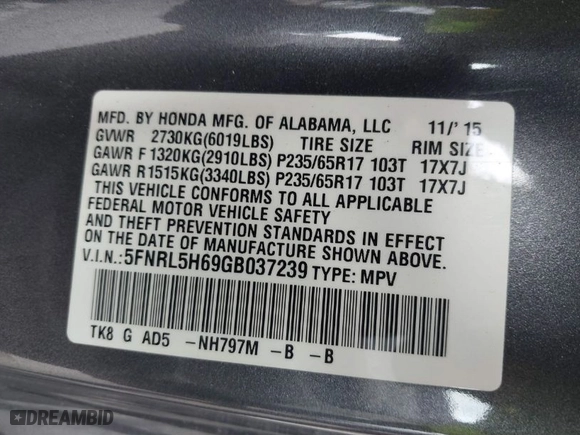 MFD. BY HONDA MFG. OF ALABAMA, LLC 11/'15
GVWR 2730KG(6019LBS) TIRE SIZE RIM SIZE
GAWR F 1320KG(2910LBS) P235/65R17 103T 17X7J
GAWR R1515KG(3340LBS) P235/65R17 103T 17X7J
THIS VEHICLE CONFORMS TO ALL APPLICABLE
FEDERAL MOTOR VEHICLE SAFETY
AND THEFT PREVENTION STANDARDS IN EFFECT
ON THE DATE OF MANUFACTURE SHOWN ABOVE.
V.I.N.:5FNRL5H69GB037239 TYPE: MPV
TK8 G AD5 -NH797M -B -B
DREAMBID